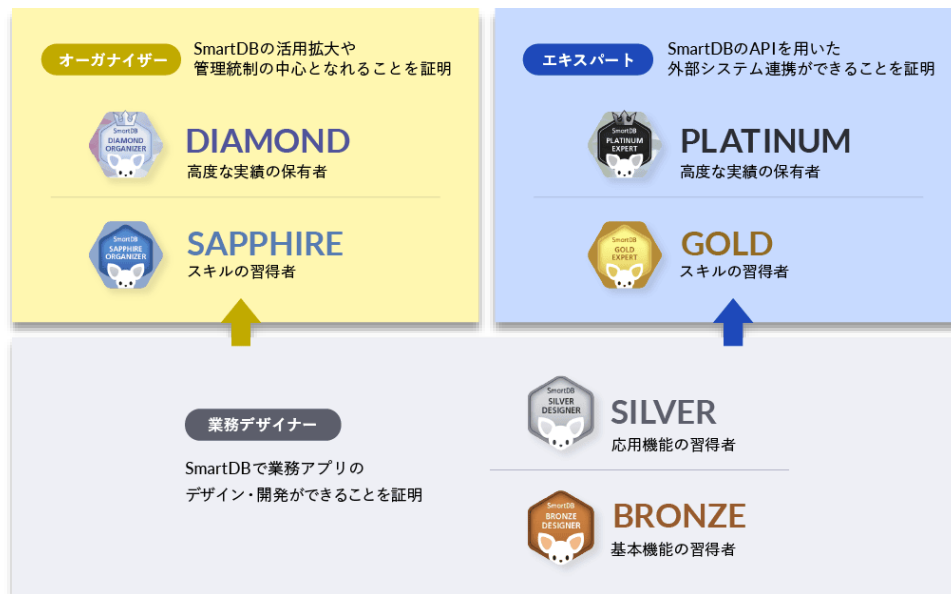 オーガナイザー
SmartDBの活用拡大や
管理統制の中心となれることを証明
SmartDB
DIAMOND
ORGANIZER
DIAMOND
高度な実績の保有者
SmartDB
SAPPHIRE
ORGANIZER
SAPPHIRE
スキルの習得者
エキスパート
SmartDBのAPIを用いた
外部システム連携ができることを証明
SmartDB
PLATINUM
EXPERT
PLATINUM
高度な実績の保有者
SmartDB
GOLD
EXPERT
GOLD
スキルの習得者
業務デザイナー
SmartDBで業務アプリの
デザイン・開発ができることを証明
SmartDB
SILVER
DESIGNER
SILVER
応用機能の習得者
SmartDB
BRONZE
DESIGNER
BRONZE
基本機能の習得者